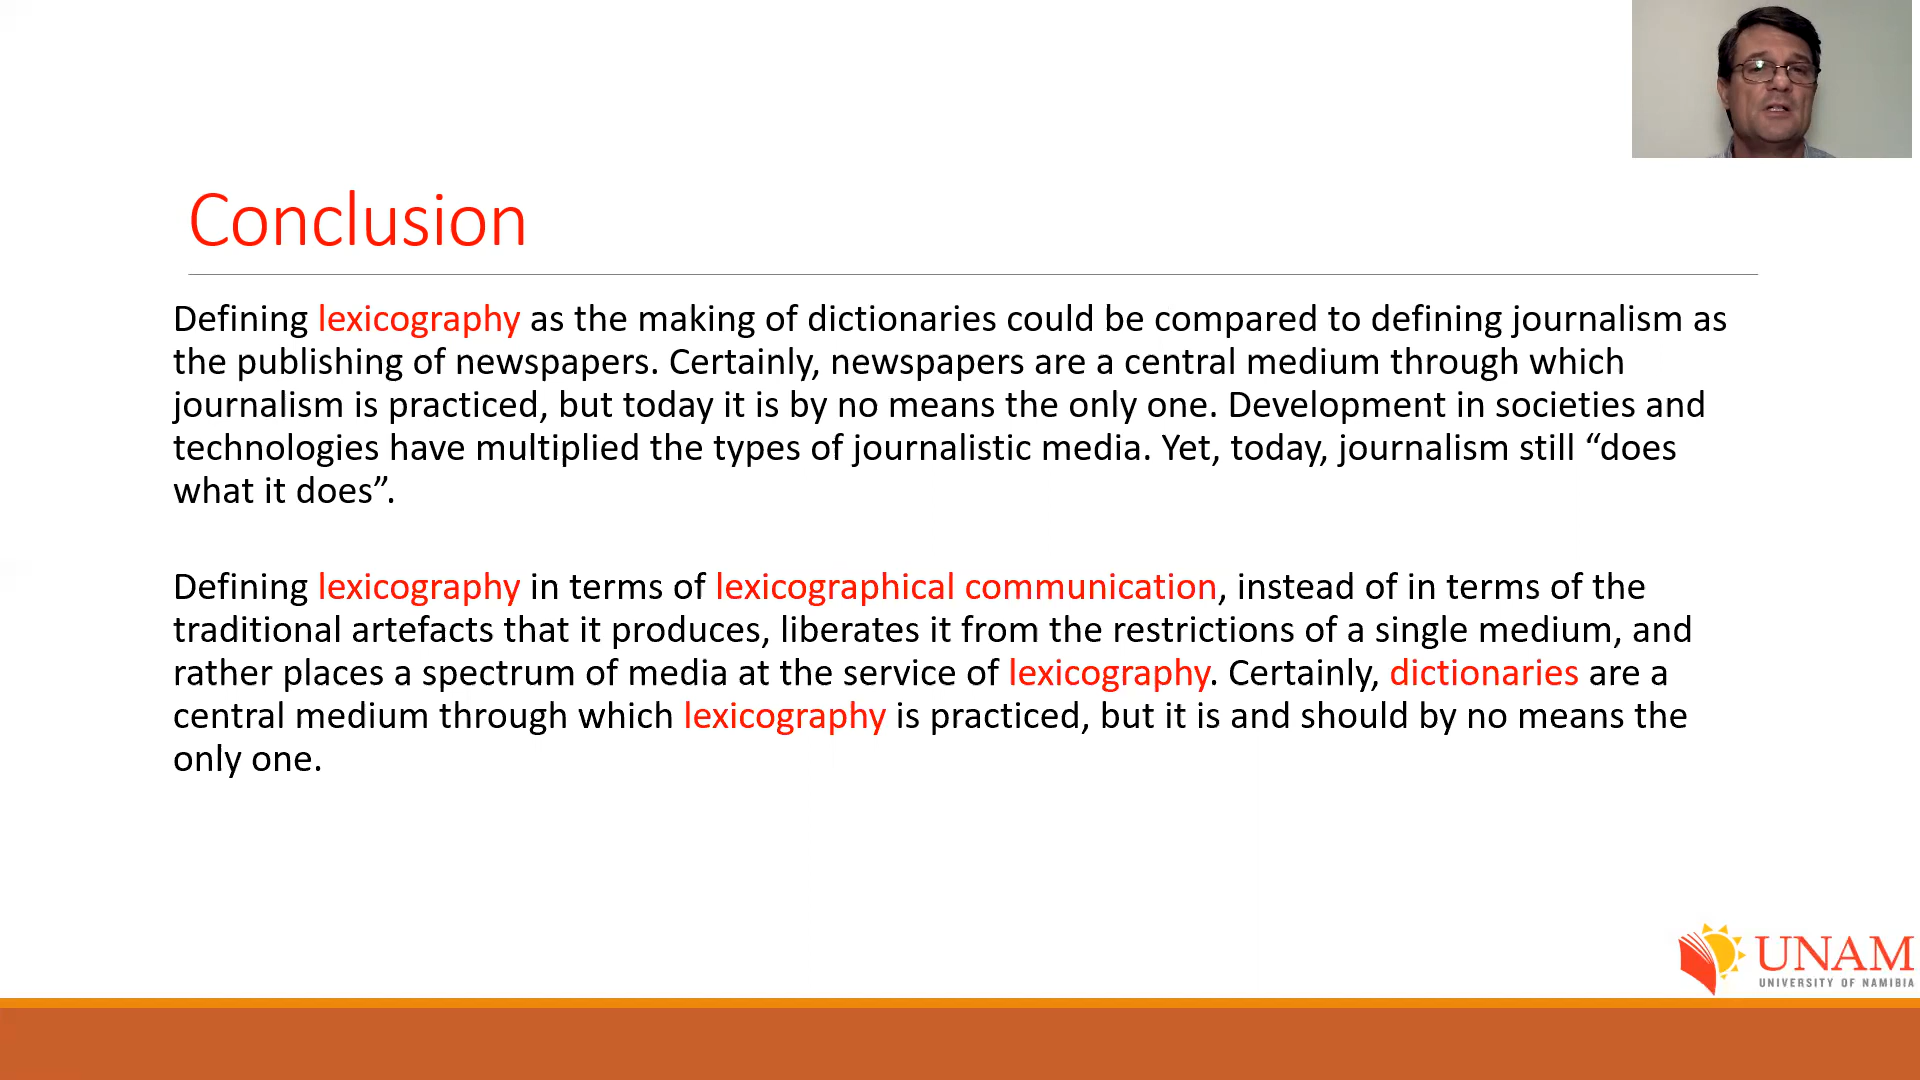 Conclusion
Defining lexicography as the making of dictionaries could be compared to defining journalism as
the publishing of newspapers. Certainly, newspapers are a central medium through which
journalism is practiced, but today it is by no means the only one. Development in societies and
technologies have multiplied the types of journalistic media. Yet, today, journalism still “does
what it does”.
Defining lexicography in terms of lexicographical communication, instead of in terms of the
traditional artefacts that it produces, liberates it from the restrictions of a single medium, and
rather places a spectrum of media at the service of lexicography. Certainly, dictionaries are a
central medium through which lexicography is practiced, but it is and should by no means the
only one.
UNAM
UNIVERSITY OF NAMIBIA